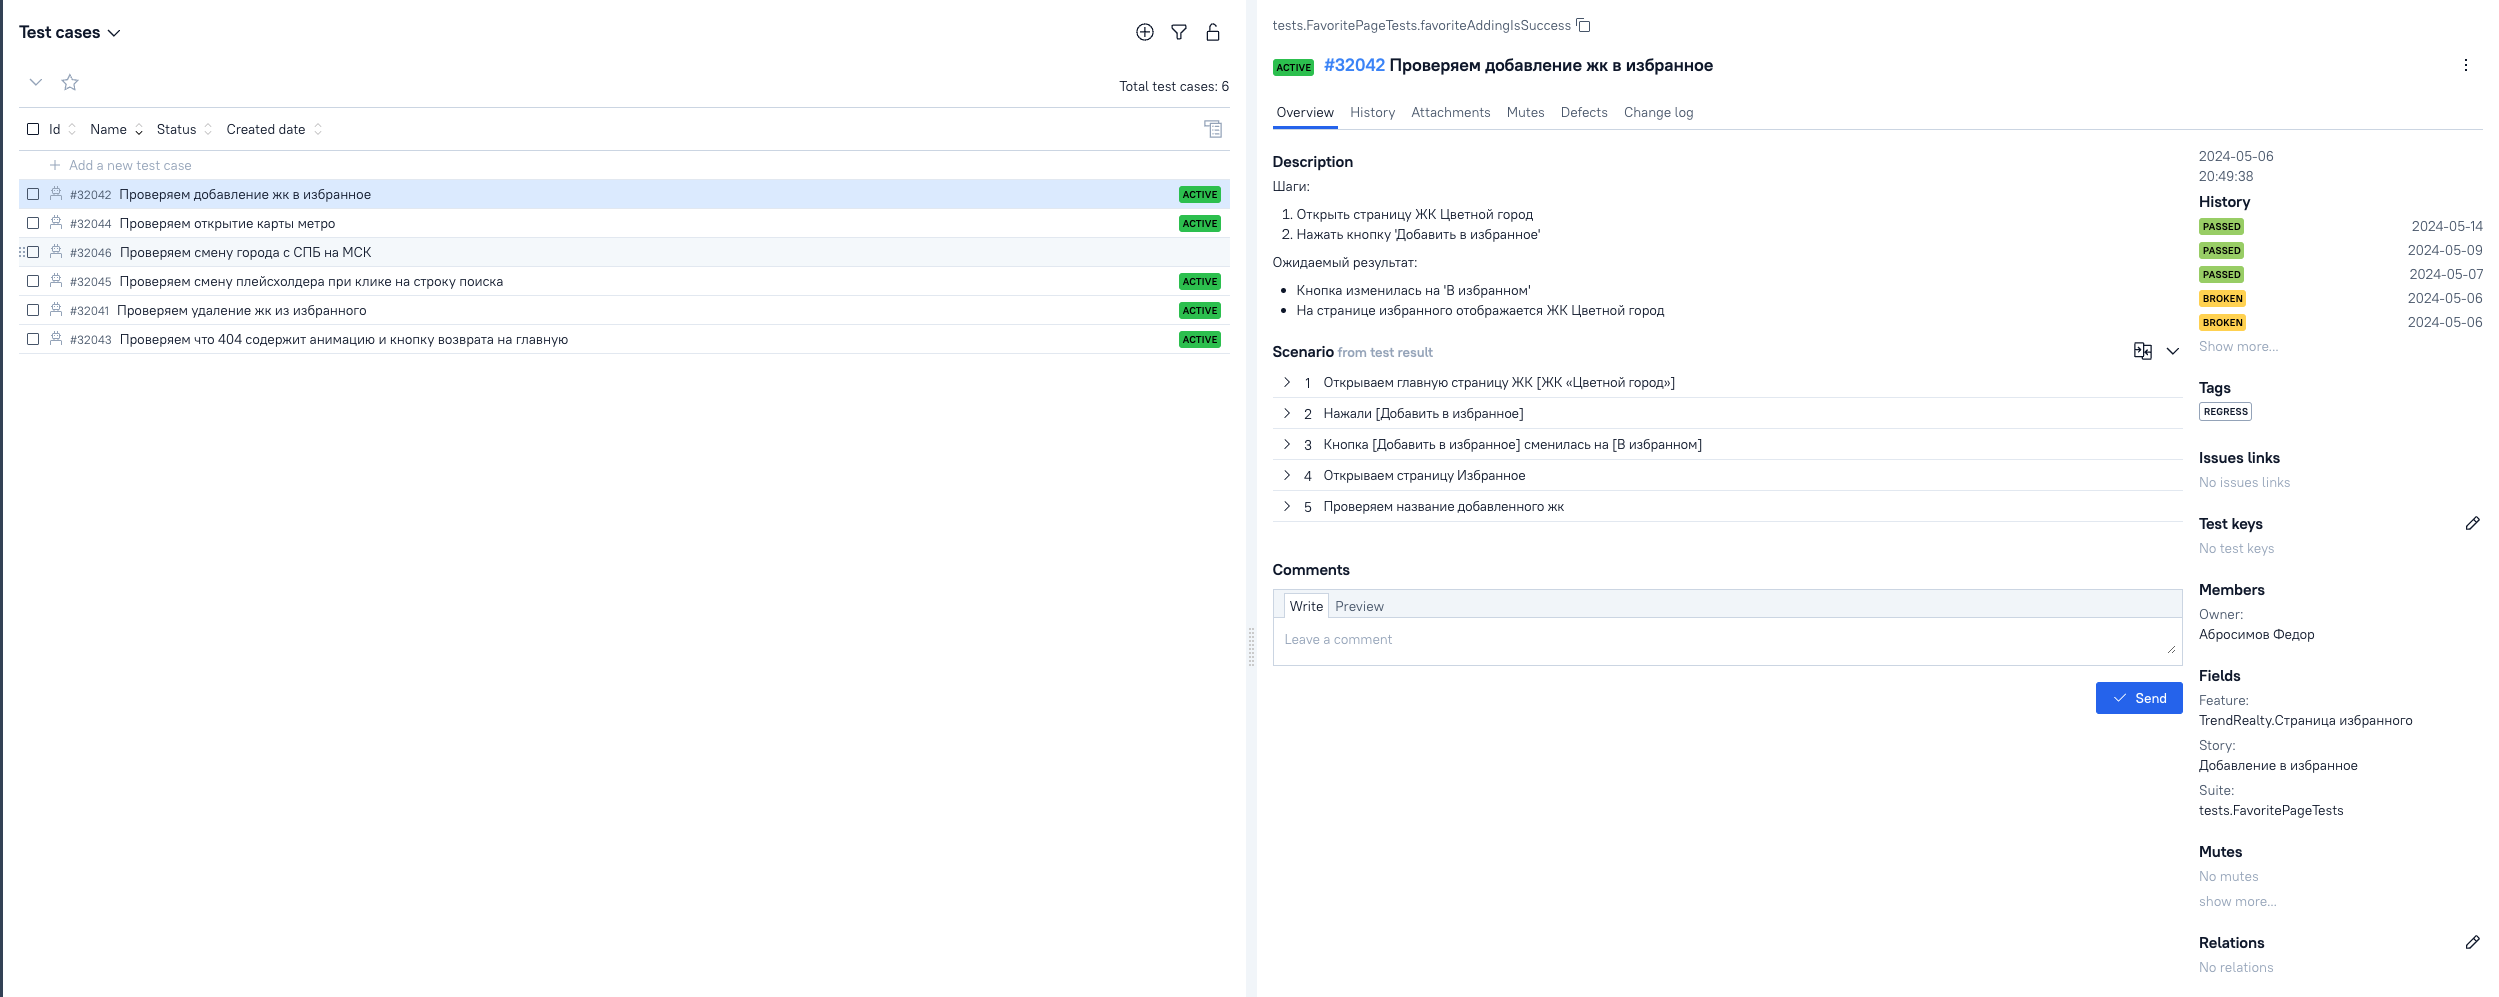 Test cases
Total test cases: 6
Id Name Status Created date
Add a new test case
#32042 Проверяем добавление жк в избранное ACTIVE
#32044 Проверяем открытие карты метро ACTIVE
#32046 Проверяем смену города с СПБ на МСК
#32045 Проверяем смену плейсхолдера при клике на строку поиска ACTIVE
#32041 Проверяем удаление жк из избранного ACTIVE
#32043 Проверяем что 404 содержит анимацию и кнопку возврата на главную ACTIVE
tests.FavoritePageTests.favoriteAddingIsSuccess
ACTIVE #32042 Проверяем добавление жк в избранное
Overview History Attachments Mutes Defects Change log
Description
Шаги:
1. Открыть страницу ЖК Цветной город
2. Нажать кнопку 'Добавить в избранное'
Ожидаемый результат:
• Кнопка изменилась на 'В избранном'
• На странице избранного отображается ЖК Цветной город
Scenario from test result
1 Открываем главную страницу ЖК [ЖК «Цветной город»]
2 Нажали [Добавить в избранное]
3 Кнопка [Добавить в избранное] сменилась на [В избранном]
4 Открываем страницу Избранное
5 Проверяем название добавленного жк
Comments
Write Preview
Leave a comment
Send
2024-05-06
20:49:38
History
PASSED 2024-05-14
PASSED 2024-05-09
PASSED 2024-05-07
BROKEN 2024-05-06
BROKEN 2024-05-06
Show more...
Tags
REGRESS
Issues links
No issues links
Test keys
No test keys
Members
Owner:
Абросимов Федор
Fields
Feature:
TrendRealty.Страница избранного
Story:
Добавление в избранное
Suite:
tests.FavoritePageTests
Mutes
No mutes
show more...
Relations
No relations